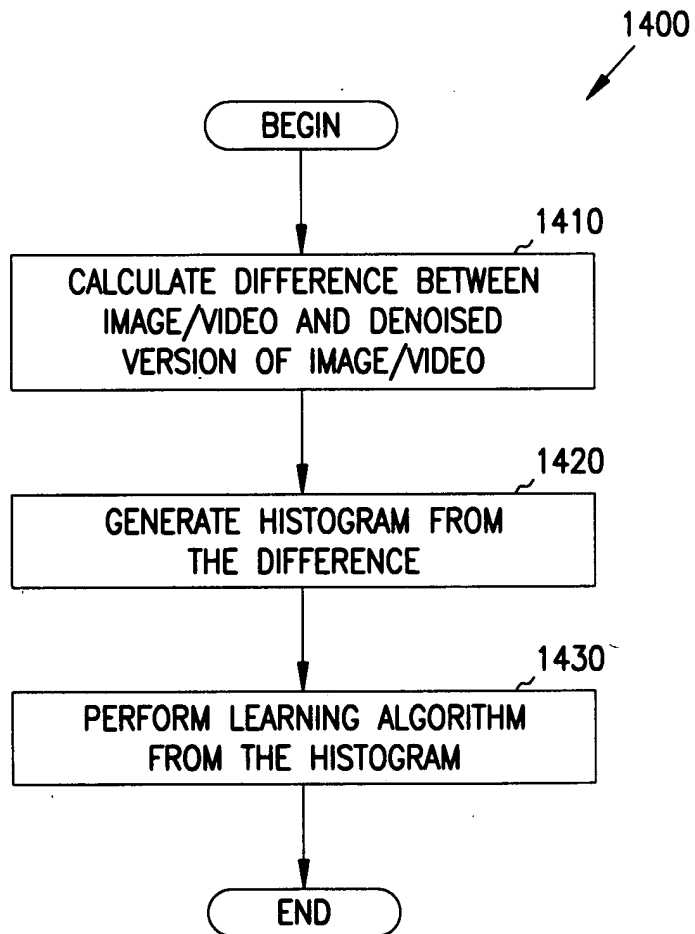 1400
BEGIN
1410
CALCULATE DIFFERENCE BETWEEN
IMAGE/VIDEO AND DENOISED
VERSION OF IMAGE/VIDEO
1420
GENERATE HISTOGRAM FROM
THE DIFFERENCE
1430
PERFORM LEARNING ALGORITHM
FROM THE HISTOGRAM
END